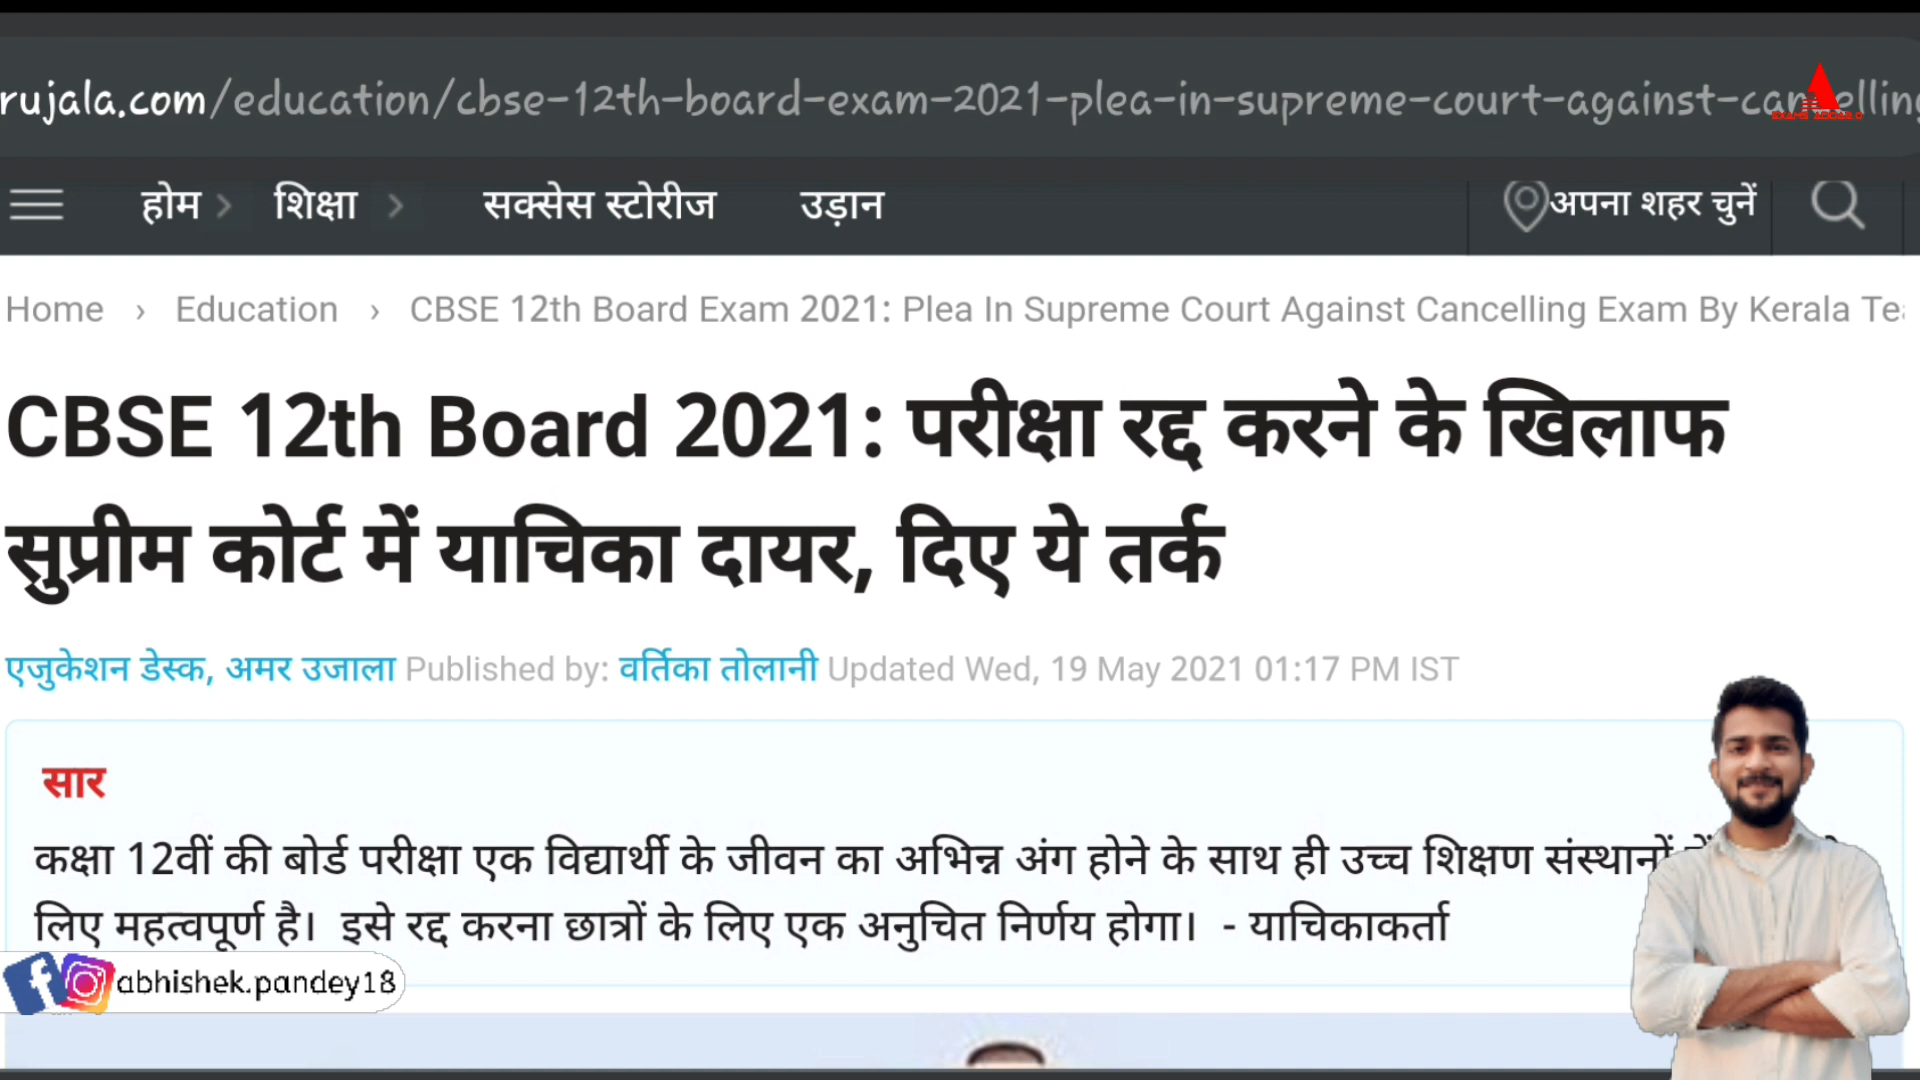 rujala.com/education/cbse-12th-board-exam-2021-plea-in-supreme-court-against-cancelling
होम › शिक्षा › सक्सेस स्टोरीज उड़ान अपना शहर चुनें
Home › Education › CBSE 12th Board Exam 2021: Plea In Supreme Court Against Cancelling Exam By Kerala
CBSE 12th Board 2021: परीक्षा रद्द करने के खिलाफ
सुप्रीम कोर्ट में याचिका दायर, दिए ये तर्क
एजुकेशन डेस्क, अमर उजाला Published by: वर्तिका तोलानी Updated Wed, 19 May 2021 01:17 PM IST
सार
कक्षा 12वीं की बोर्ड परीक्षा एक विद्यार्थी के जीवन का अभिन्न अंग होने के साथ ही उच्च शिक्षण संस्थानों
लिए महत्वपूर्ण है। इसे रद्द करना छात्रों के लिए एक अनुचित निर्णय होगा। - याचिकाकर्ता
abhishek.pandey18